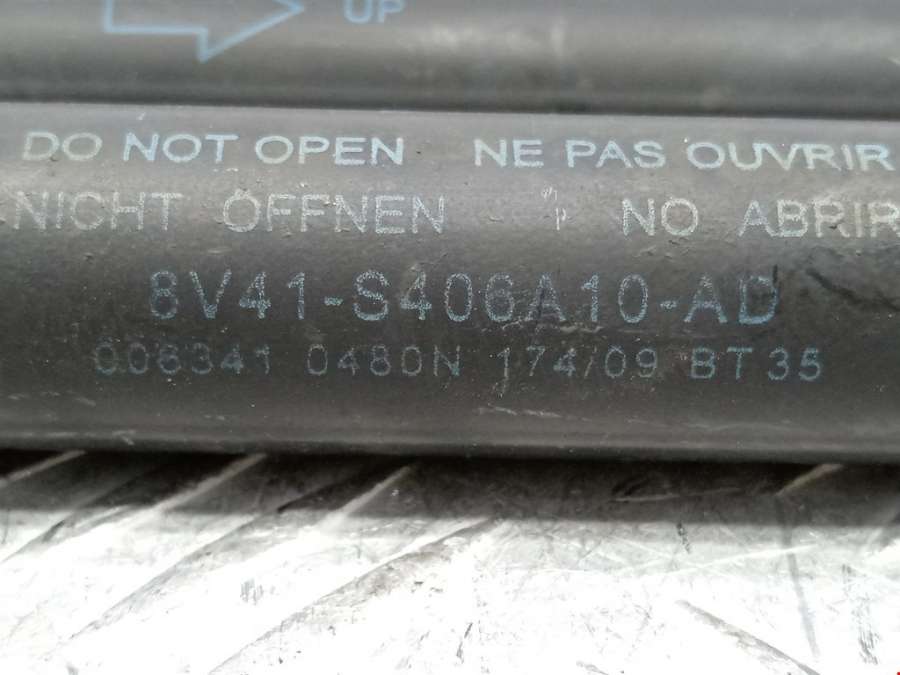 UP
DO NOT OPEN NE PAS OUVRIR
NICHT ÖFFNEN NO ABRIR
8V41-S406A10-AD
006341 0480N 174/09 BT35